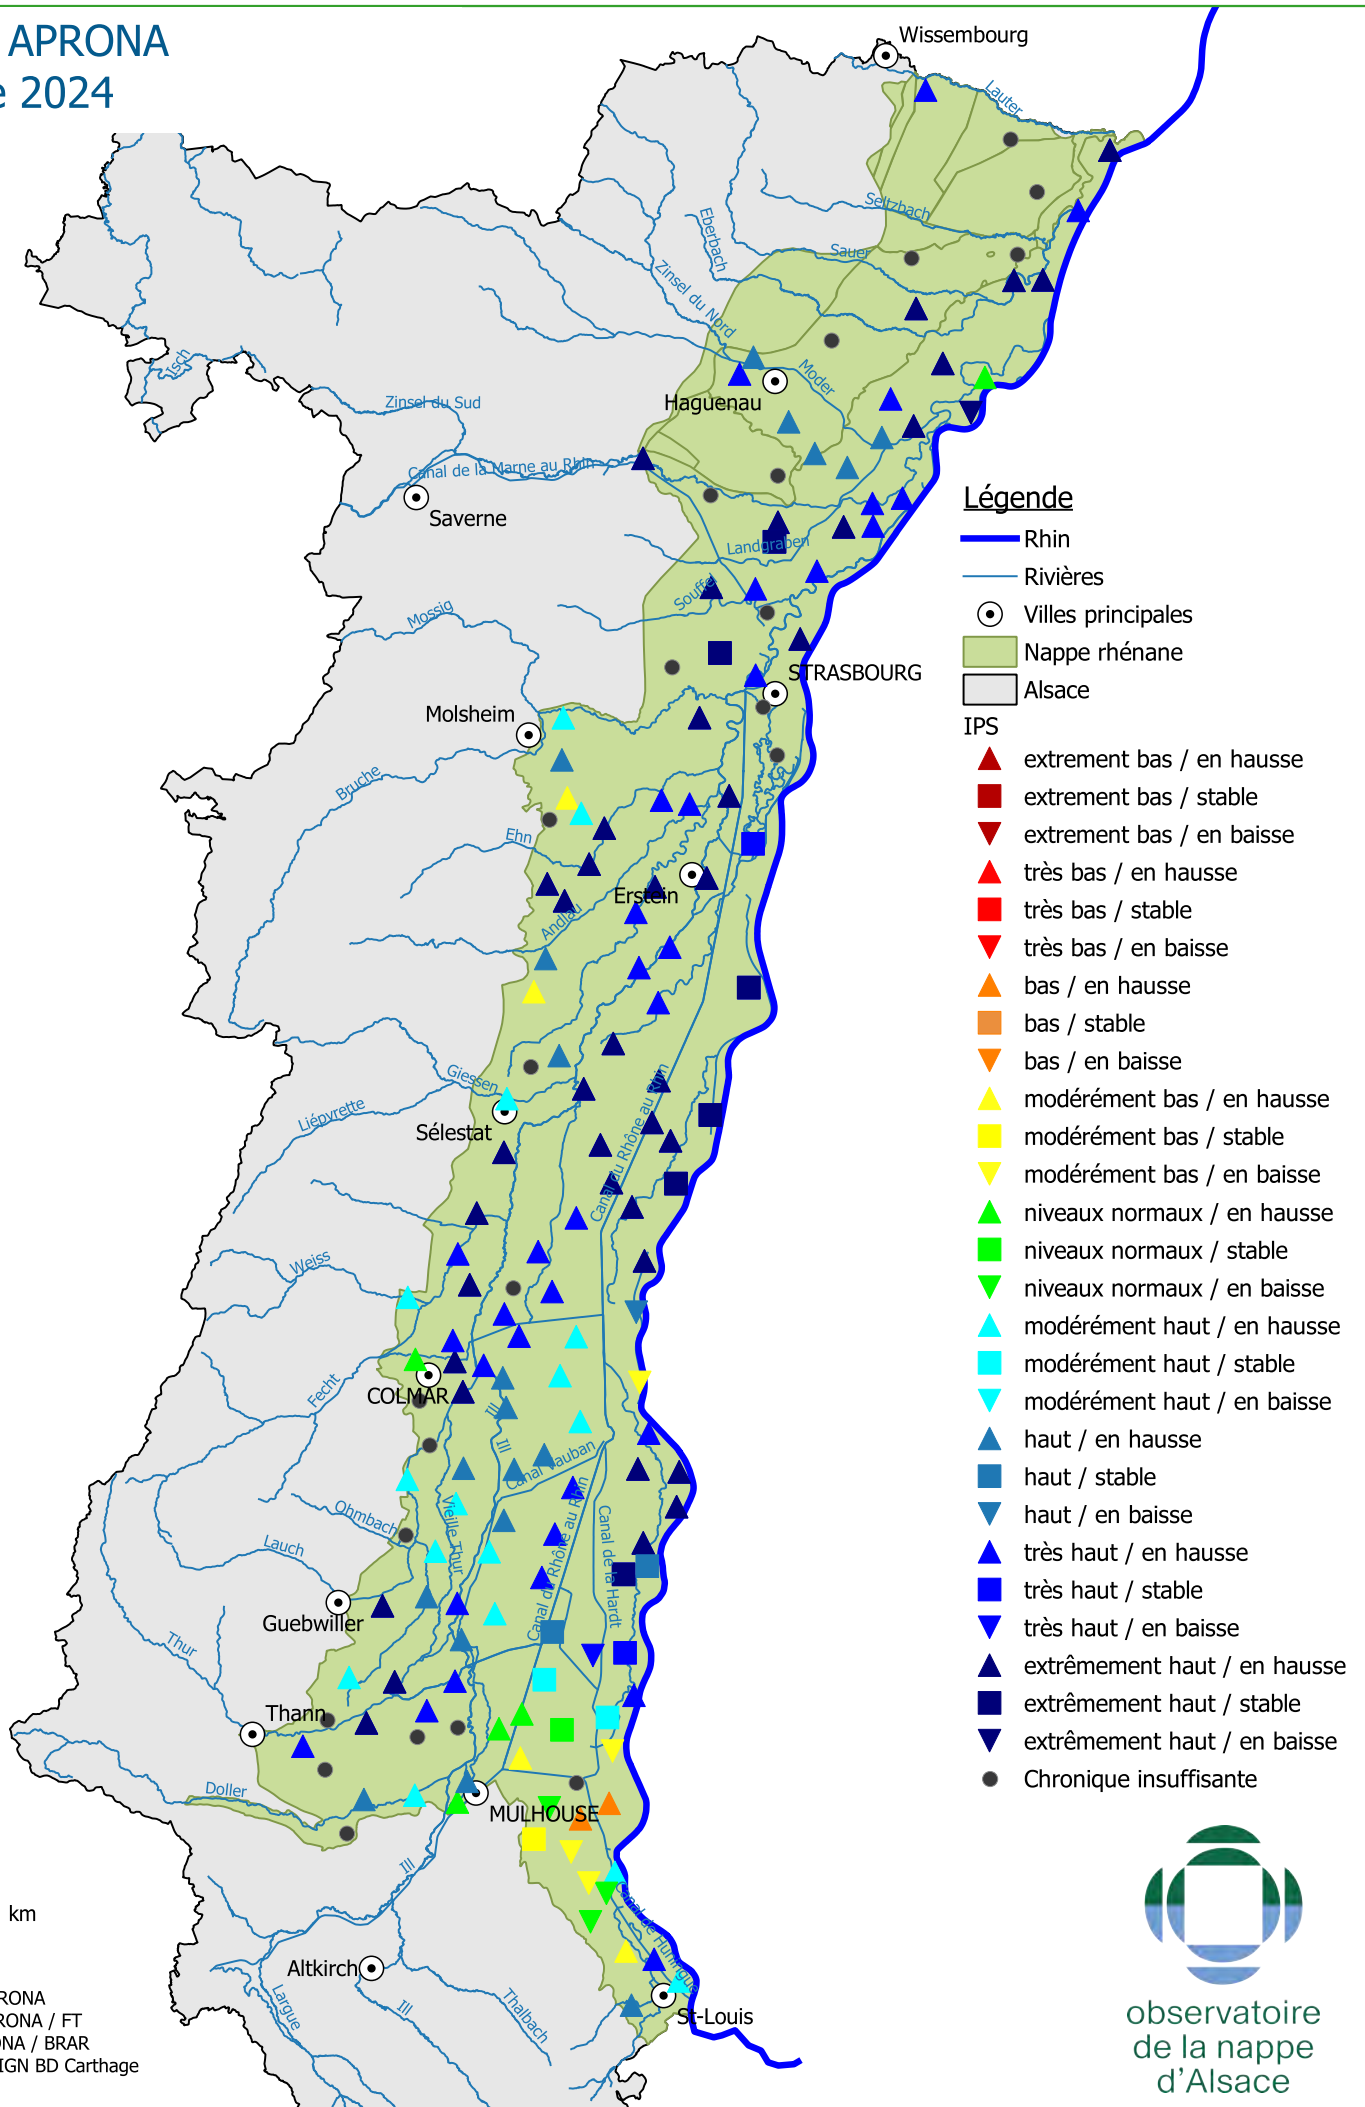 APRONA
e 2024
Wissembourg
Lauter
Seltzbach
Eberbach
Sauer
Zinsel du Nord
Isch
Moder
Zinsel du Sud
Haguenau
Canal de la Marne au Rhin
Saverne
Landgraben
Souffel
Mossig
STRASBOURG
Molsheim
Bruche
Ehn
Erstein
Andlau
Giessen
Liépvrette
Sélestat
Canal du Rhône au Rhin
Weiss
Fecht
COLMAR
Ill
Ill
Canal Vauban
Ohmbach
Vieille Thur
Canal du Rhône au Rhin
Canal de la Hardt
Lauch
Guebwiller
Thur
Thann
Doller
MULHOUSE
Ill
Canal de Huningue
Altkirch
Largue
Ill
Thalbach
St-Louis
Légende
Rhin
Rivières
Villes principales
Nappe rhénane
Alsace
IPS
extrement bas / en hausse
extrement bas / stable
extrement bas / en baisse
très bas / en hausse
très bas / stable
très bas / en baisse
bas / en hausse
bas / stable
bas / en baisse
modérément bas / en hausse
modérément bas / stable
modérément bas / en baisse
niveaux normaux / en hausse
niveaux normaux / stable
niveaux normaux / en baisse
modérément haut / en hausse
modérément haut / stable
modérément haut / en baisse
haut / en hausse
haut / stable
haut / en baisse
très haut / en hausse
très haut / stable
très haut / en baisse
extrêmement haut / en hausse
extrêmement haut / stable
extrêmement haut / en baisse
Chronique insuffisante
km
RONA
RONA / FT
ONA / BRAR
IGN BD Carthage
observatoire
de la nappe
d'Alsace